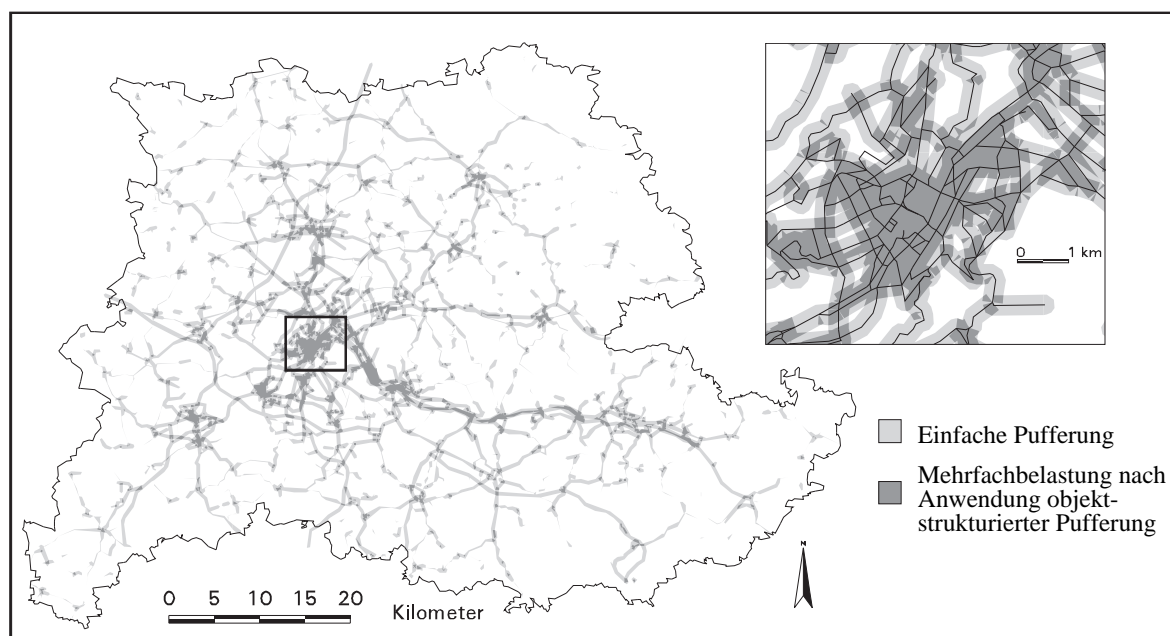 0 1 km
Einfache Pufferung
Mehrfachbelastung nach
Anwendung objekt-
strukturierter Pufferung
N
0 5 10 15 20
Kilometer